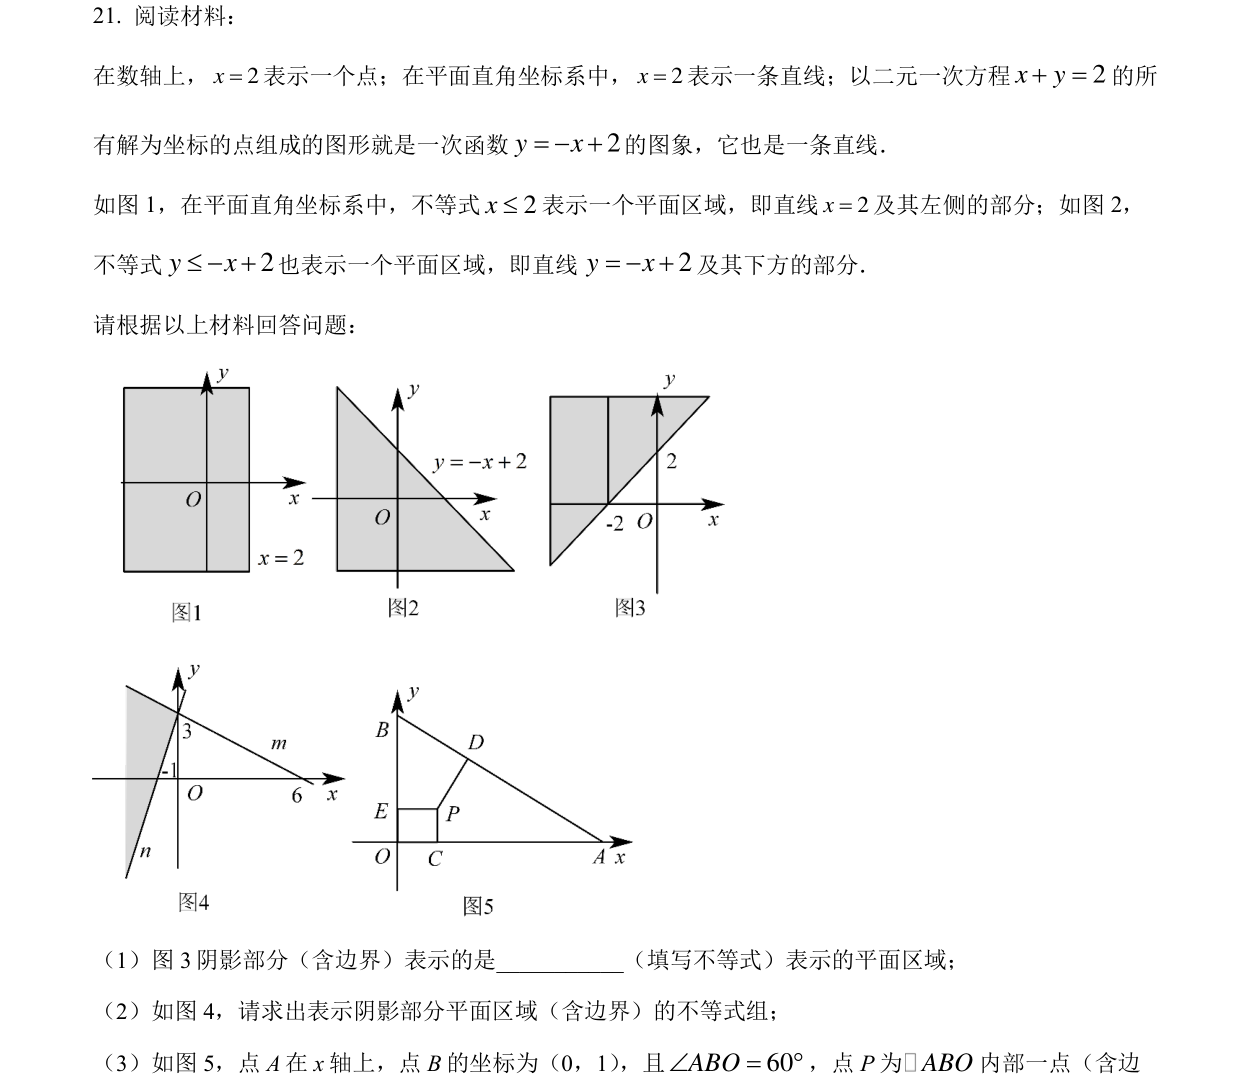 21. 阅读材料：
在数轴上，x = 2 表示一个点；在平面直角坐标系中，x = 2 表示一条直线；以二元一次方程 x + y = 2 的所
有解为坐标的点组成的图形就是一次函数 y = −x + 2 的图象，它也是一条直线．
如图 1，在平面直角坐标系中，不等式 x ≤ 2 表示一个平面区域，即直线 x = 2 及其左侧的部分；如图 2，
不等式 y ≤ −x + 2 也表示一个平面区域，即直线 y = −x + 2 及其下方的部分．
请根据以上材料回答问题：
y
O
x
x = 2
图1
y
y = −x + 2
O
x
图2
y
2
-2
O
x
图3
y
3
m
-1
O
6
x
n
图4
y
B
D
E
P
O
C
A
x
图5
（1）图 3 阴影部分（含边界）表示的是___________（填写不等式）表示的平面区域；
（2）如图 4，请求出表示阴影部分平面区域（含边界）的不等式组；
（3）如图 5，点 A 在 x 轴上，点 B 的坐标为（0，1），且 ∠ABO = 60°，点 P 为□ABO 内部一点（含边